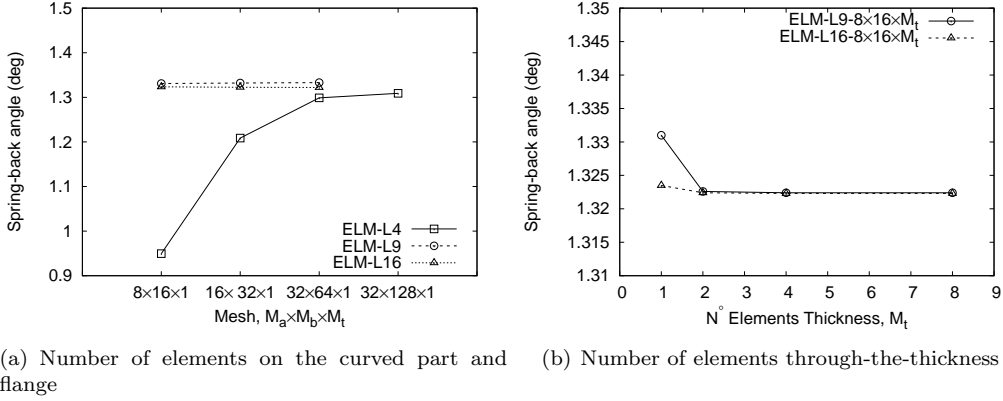 1.5
1.4
1.3
1.2
1.1
1
0.9
Spring-back angle (deg)
ELM-L4
ELM-L9
ELM-L16
8×16×1
16×32×1
32×64×1
32×128×1
Mesh, Mₐ×M_b×Mₜ
(a) Number of elements on the curved part and
flange
1.35
1.345
1.34
1.335
1.33
1.325
1.32
1.315
1.31
Spring-back angle (deg)
ELM-L9-8×16×Mₜ
ELM-L16-8×16×Mₜ
0 1 2 3 4 5 6 7 8 9
N° Elements Thickness, Mₜ
(b) Number of elements through-the-thickness